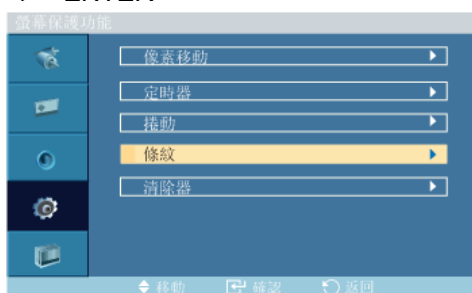 螢幕保護功能
像素移動
定時器
捲動
條紋
清除器
移動 確認 返回